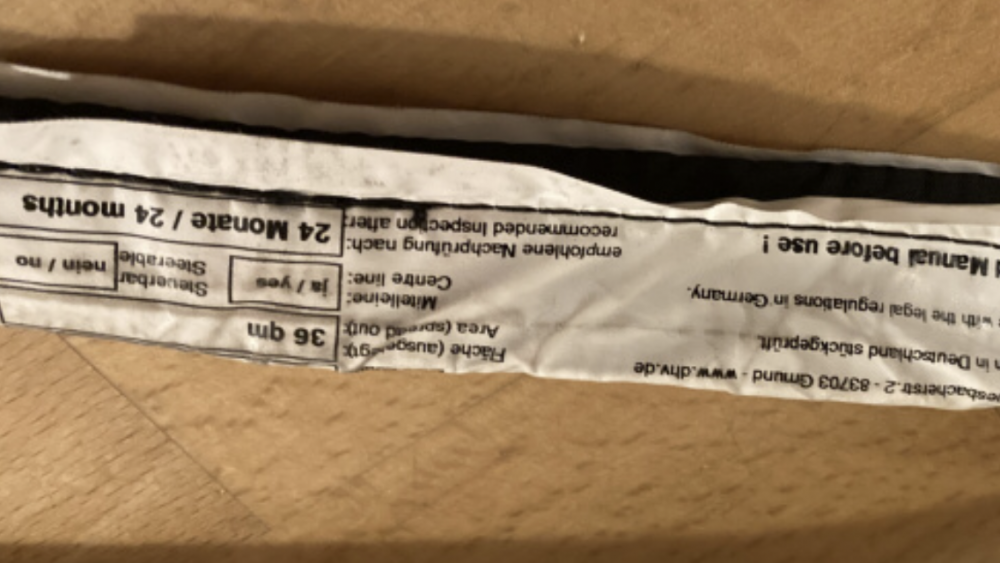 esbacherstr.2 - 83703 Gmund - www.dhv.de
in Deutschland stückgeprüft.
with the legal regulations in Germany.
Manual before use !
Fläche (ausgelegt):
Area (spread out):
36 qm
Mittelleine:
Centre line:
ja / yes
Steuerbar
Steerable
nein / no
empfohlene Nachprüfung nach:
recommended Inspection after:
24 Monate / 24 months